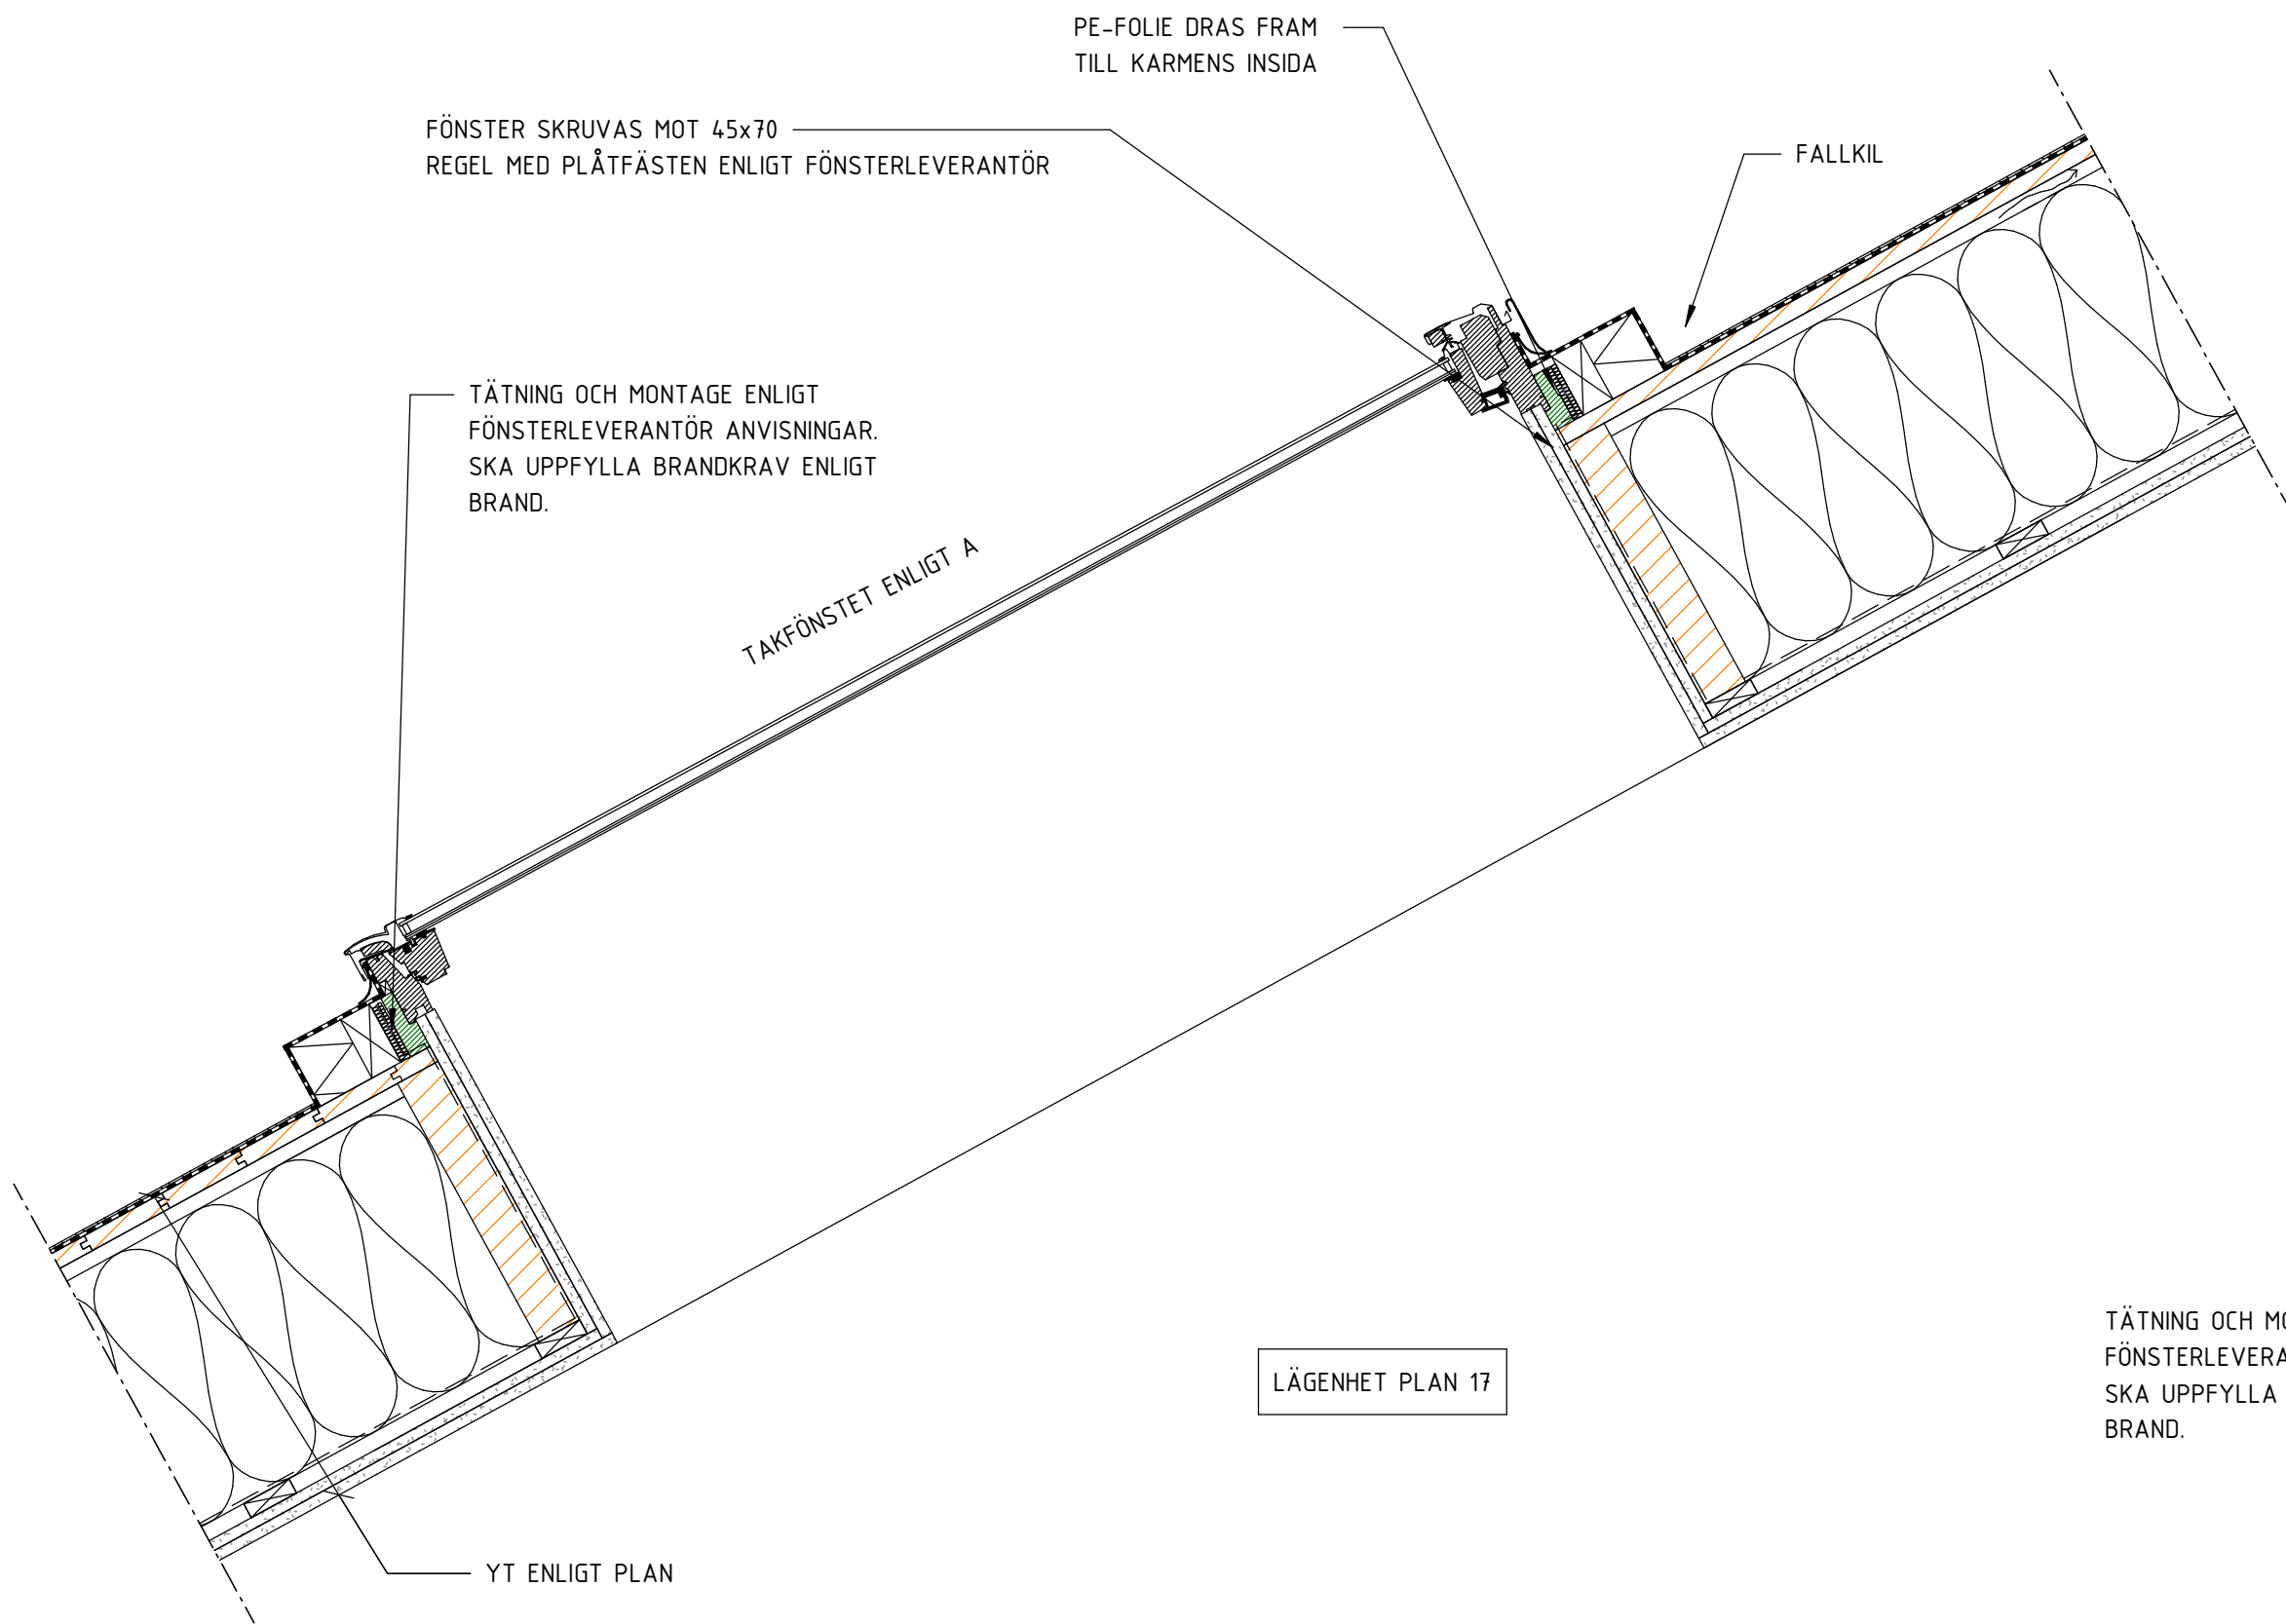 PE-FOLIE DRAS FRAM
TILL KARMENS INSIDA
FÖNSTER SKRUVAS MOT 45x70
REGEL MED PLÅTFÄSTEN ENLIGT FÖNSTERLEVERANTÖR
FALLKIL
TÄTNING OCH MONTAGE ENLIGT
FÖNSTERLEVERANTÖR ANVISNINGAR.
SKA UPPFYLLA BRANDKRAV ENLIGT
BRAND.
TAKFÖNSTET ENLIGT A
LÄGENHET PLAN 17
TÄTNING OCH
SKA UPPFYLLA
BRAND.
YT ENLIGT PLAN